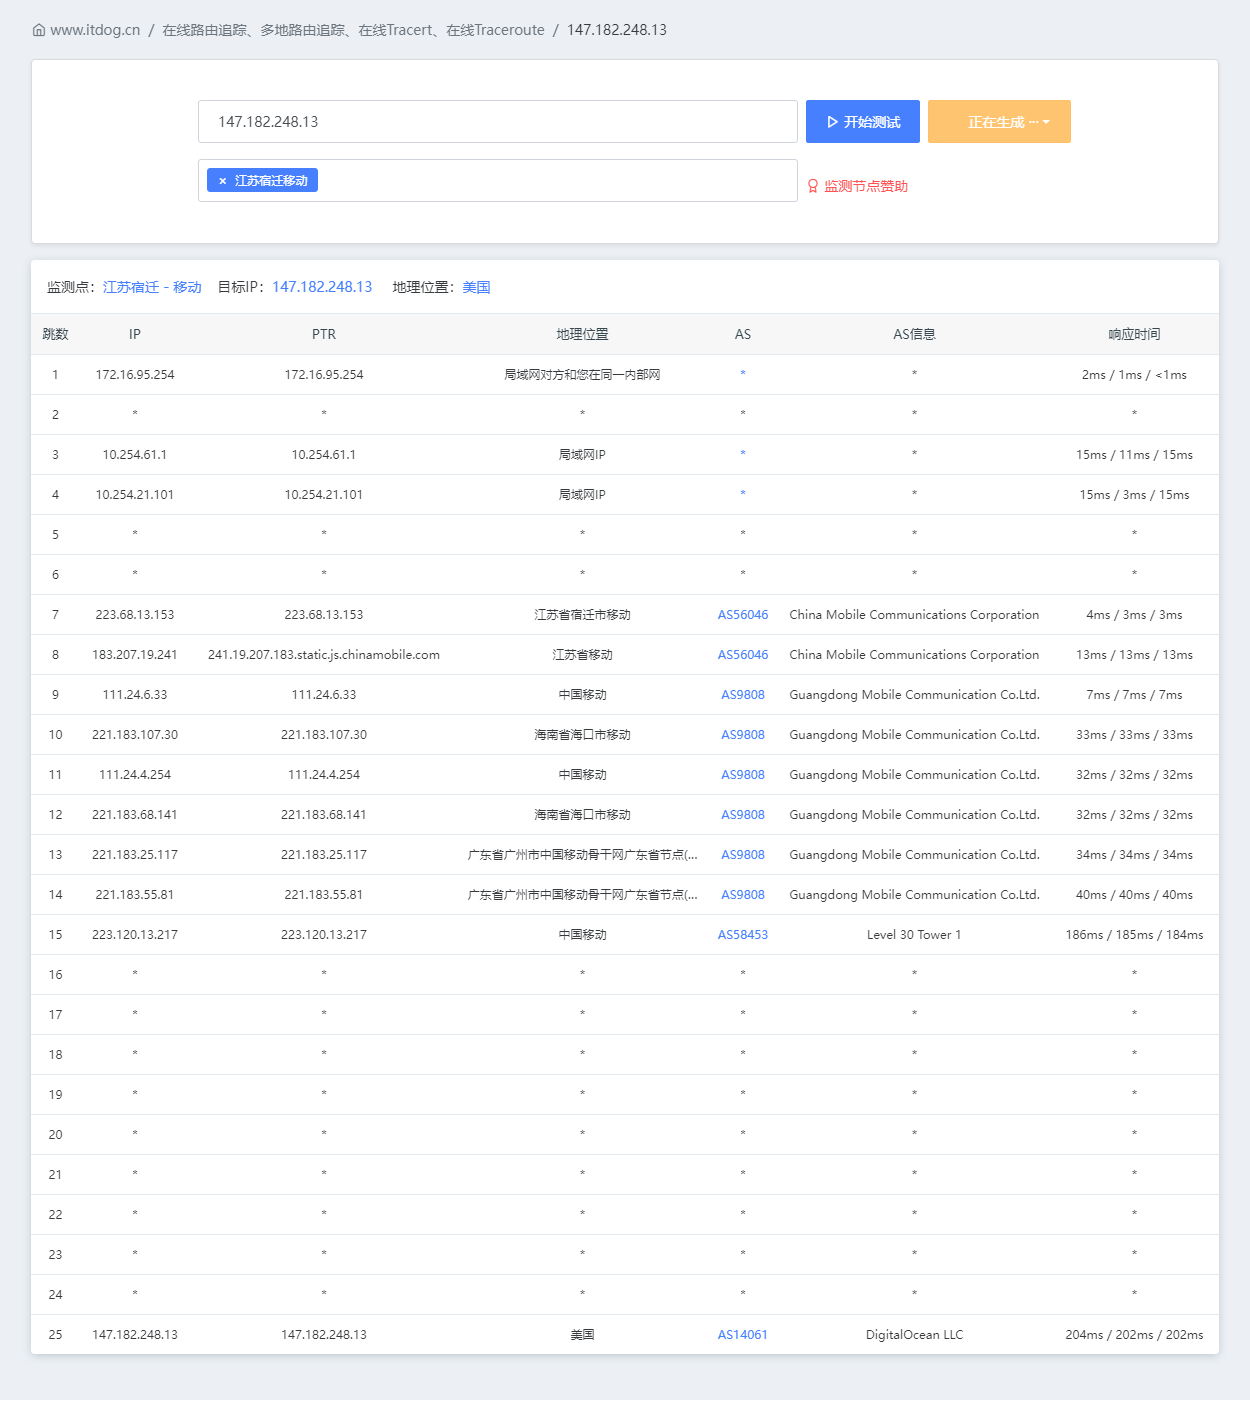 www.itdog.cn / 在线路由追踪、多地路由追踪、在线Tracert、在线Traceroute / 147.182.248.13
147.182.248.13 开始测试 正在生成 ···
× 江苏宿迁移动 监测节点赞助
监测点：江苏宿迁 - 移动 目标IP：147.182.248.13 地理位置：美国
跳数 IP PTR 地理位置 AS AS信息 响应时间
1 172.16.95.254 172.16.95.254 局域网对方和您在同一内部网 * * 2ms / 1ms / <1ms
2 * * * * * *
3 10.254.61.1 10.254.61.1 局域网IP * * 15ms / 11ms / 15ms
4 10.254.21.101 10.254.21.101 局域网IP * * 15ms / 3ms / 15ms
5 * * * * * *
6 * * * * * *
7 223.68.13.153 223.68.13.153 江苏省宿迁市移动 AS56046 China Mobile Communications Corporation 4ms / 3ms / 3ms
8 183.207.19.241 241.19.207.183.static.js.chinamobile.com 江苏省移动 AS56046 China Mobile Communications Corporation 13ms / 13ms / 13ms
9 111.24.6.33 111.24.6.33 中国移动 AS9808 Guangdong Mobile Communication Co.Ltd. 7ms / 7ms / 7ms
10 221.183.107.30 221.183.107.30 海南省海口市移动 AS9808 Guangdong Mobile Communication Co.Ltd. 33ms / 33ms / 33ms
11 111.24.4.254 111.24.4.254 中国移动 AS9808 Guangdong Mobile Communication Co.Ltd. 32ms / 32ms / 32ms
12 221.183.68.141 221.183.68.141 海南省海口市移动 AS9808 Guangdong Mobile Communication Co.Ltd. 32ms / 32ms / 32ms
13 221.183.25.117 221.183.25.117 广东省广州市中国移动骨干网广东省节点(... AS9808 Guangdong Mobile Communication Co.Ltd. 34ms / 34ms / 34ms
14 221.183.55.81 221.183.55.81 广东省广州市中国移动骨干网广东省节点(... AS9808 Guangdong Mobile Communication Co.Ltd. 40ms / 40ms / 40ms
15 223.120.13.217 223.120.13.217 中国移动 AS58453 Level 30 Tower 1 186ms / 185ms / 184ms
16 * * * * * *
17 * * * * * *
18 * * * * * *
19 * * * * * *
20 * * * * * *
21 * * * * * *
22 * * * * * *
23 * * * * * *
24 * * * * * *
25 147.182.248.13 147.182.248.13 美国 AS14061 DigitalOcean LLC 204ms / 202ms / 202ms